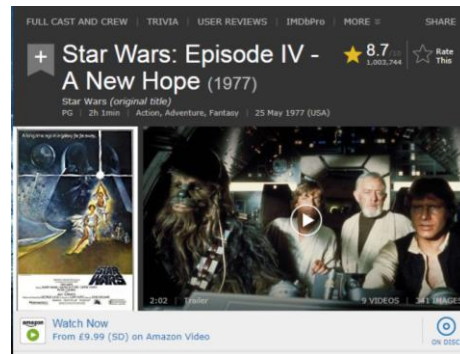 FULL CAST AND CREW | TRIVIA | USER REVIEWS | IMDbPro | MORE SHARE
+ Star Wars: Episode IV -
A New Hope (1977)
8.7/10
1,003,744
Rate
This
Star Wars (original title)
PG | 2h 1min | Action, Adventure, Fantasy | 25 May 1977 (USA)
STAR
WARS
2:02 | Trailer
9 VIDEOS | 341 IMAGES
amazon
Watch Now
From £9.99 (SD) on Amazon Video
ON DISC